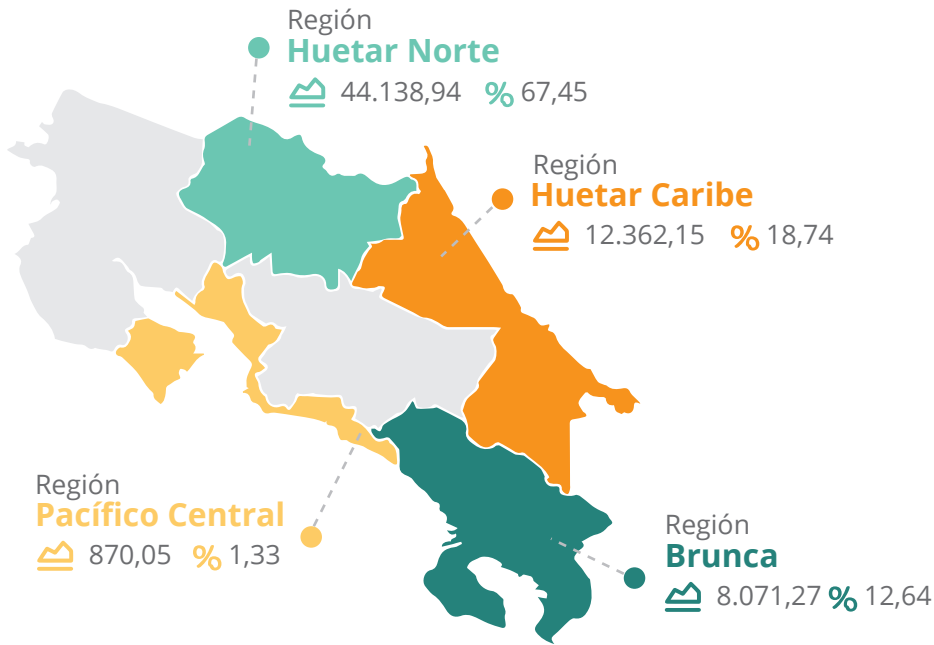 Región
Huetar Norte
44.138,94 % 67,45
Región
Huetar Caribe
12.362,15 % 18,74
Región
Pacífico Central
870,05 % 1,33
Región
Brunca
8.071,27 % 12,64